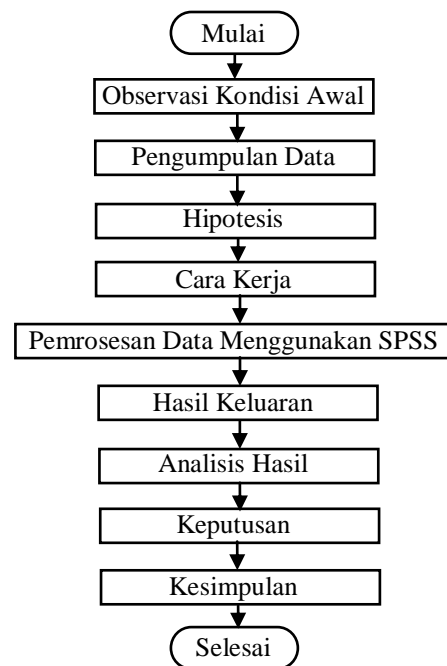 Mulai
Observasi Kondisi Awal
Pengumpulan Data
Hipotesis
Cara Kerja
Pemrosesan Data Menggunakan SPSS
Hasil Keluaran
Analisis Hasil
Keputusan
Kesimpulan
Selesai